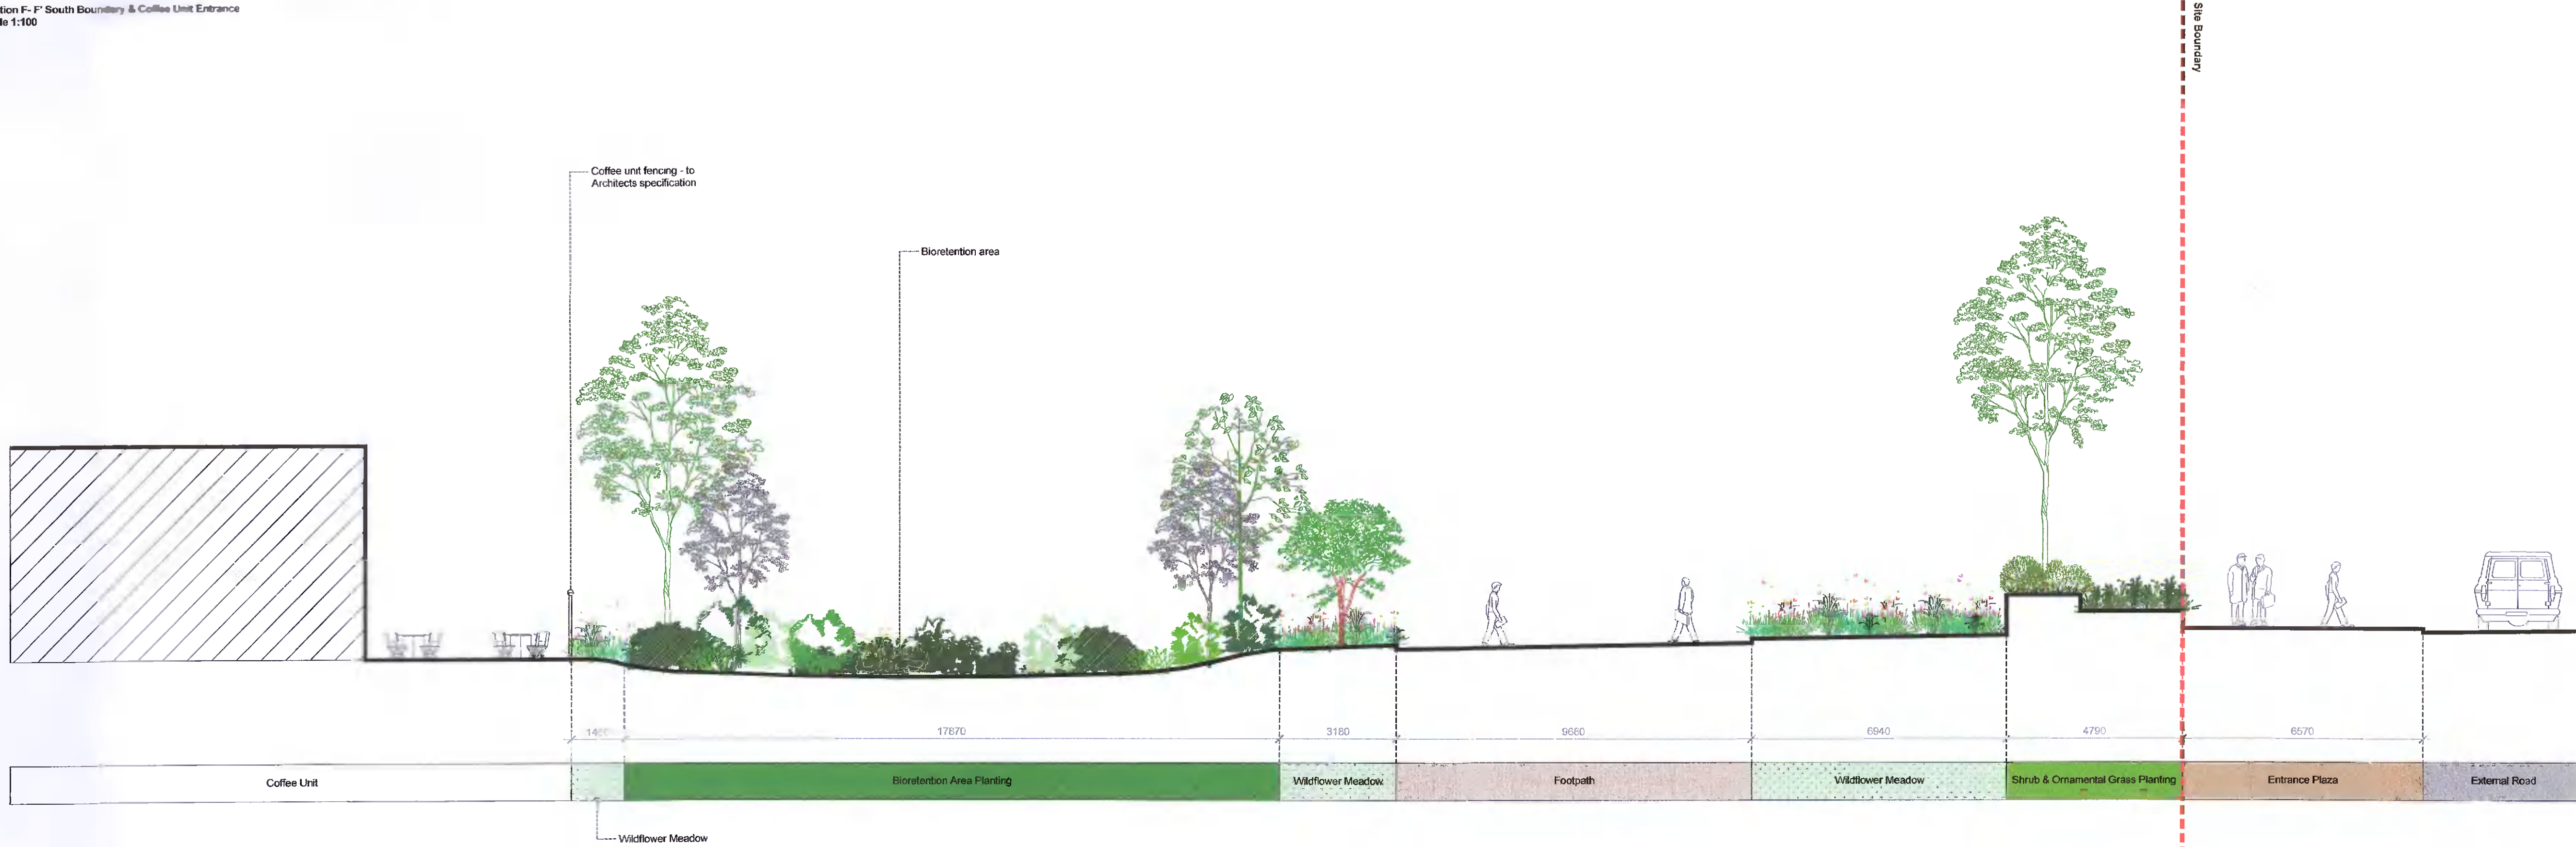 tion F- F' South Boundary & Coffee Unit Entrance
le 1:100
Site Boundary
Coffee unit fencing - to
Architects specification
Bioretention area
17870
3180
9680
6940
4790
6570
Coffee Unit
Bioretention Area Planting
Wildflower Meadow
Footpath
Wildflower Meadow
Shrub & Ornamental Grass Planting
Entrance Plaza
External Road
Wildflower Meadow